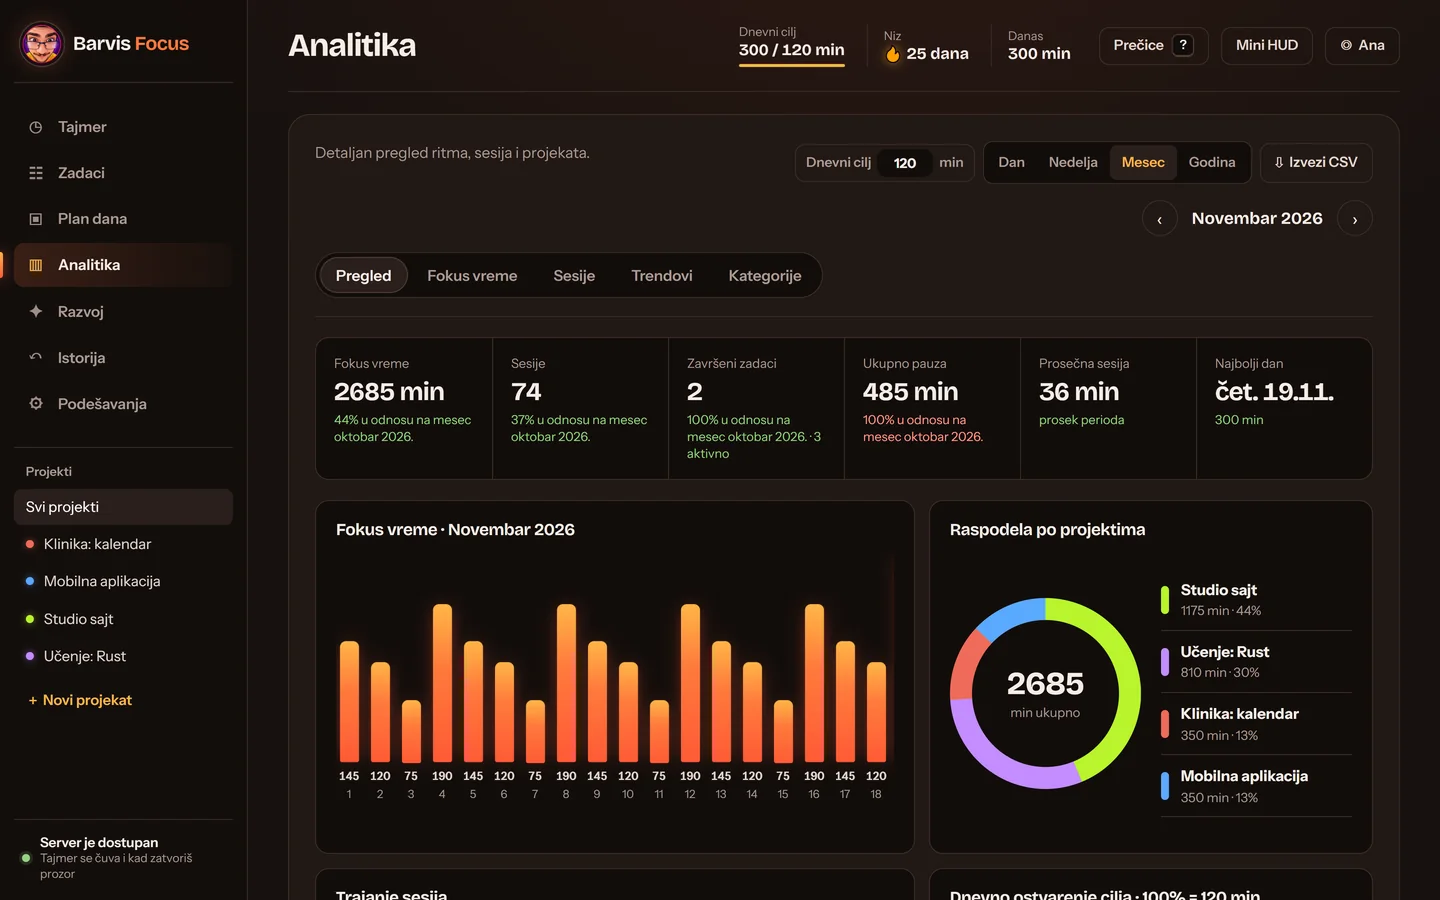 Barvis Focus
Tajmer
Zadaci
Plan dana
Analitika
Razvoj
Istorija
Podešavanja
Projekti
Svi projekti
Klinika: kalendar
Mobilna aplikacija
Studio sajt
Učenje: Rust
+ Novi projekat
Server je dostupan
Tajmer se čuva i kad zatvoriš
prozor
Analitika
Dnevni cilj
300 / 120 min
Niz
25 dana
Danas
300 min
Prečice ?
Mini HUD
Ana
Detaljan pregled ritma, sesija i projekata.
Dnevni cilj 120 min
Dan Nedelja Mesec Godina
⇩ Izvezi CSV
‹ Novembar 2026 ›
Pregled Fokus vreme Sesije Trendovi Kategorije
Fokus vreme
2685 min
44% u odnosu na mesec
oktobar 2026.
Sesije
74
37% u odnosu na mesec
oktobar 2026.
Završeni zadaci
2
100% u odnosu na
mesec oktobar 2026. · 3
aktivno
Ukupno pauza
485 min
100% u odnosu na
mesec oktobar 2026.
Prosečna sesija
36 min
prosek perioda
Najbolji dan
čet. 19.11.
300 min
Fokus vreme · Novembar 2026
145 120 75 190 145 120 75 190 145 120 75 190 145 120 75 190 145 120
1 2 3 4 5 6 7 8 9 10 11 12 13 14 15 16 17 18
Raspodela po projektima
2685
min ukupno
Studio sajt
1175 min · 44%
Učenje: Rust
810 min · 30%
Klinika: kalendar
350 min · 13%
Mobilna aplikacija
350 min · 13%
Trajanje sesija
Dnevno ostvarenje cilja · 100% = 120 min